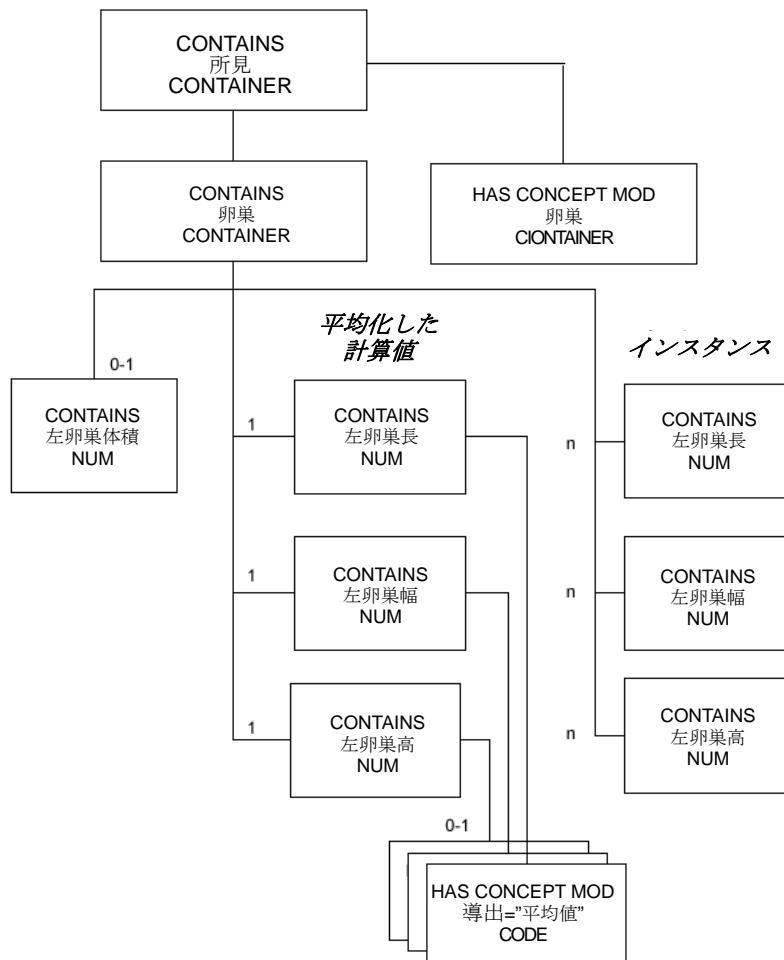 CONTAINS
所見
CONTAINER
CONTAINS
卵巣
CONTAINER
HAS CONCEPT MOD
卵巣
CIONTAINER
平均化した
計算値
インスタンス
0-1
CONTAINS
左卵巣体積
NUM
1
CONTAINS
左卵巣長
NUM
n
CONTAINS
左卵巣長
NUM
1
CONTAINS
左卵巣幅
NUM
n
CONTAINS
左卵巣幅
NUM
1
CONTAINS
左卵巣高
NUM
n
CONTAINS
左卵巣高
NUM
0-1
HAS CONCEPT MOD
導出=”平均値”
CODE